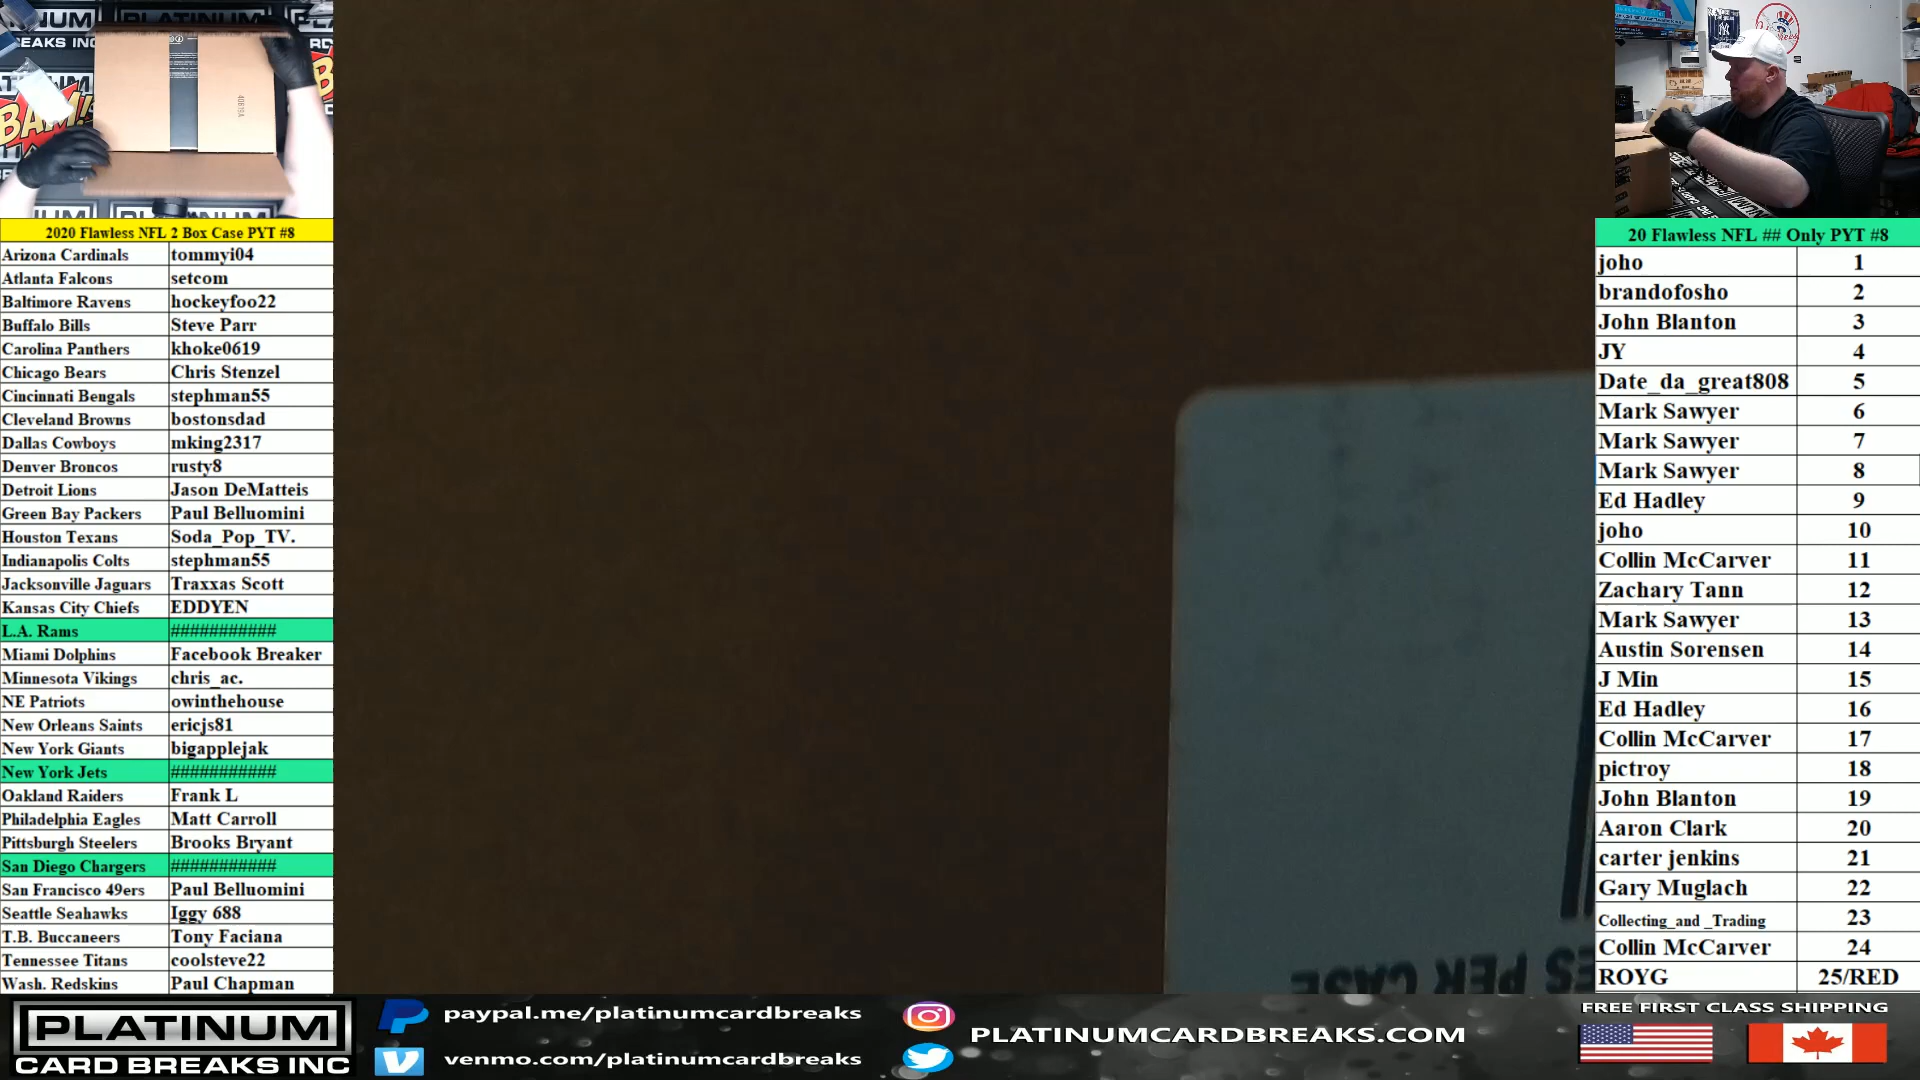 PLATINUM
BREAKS INC
BAM!
40619A
2020 Flawless NFL 2 Box Case PYT #8
Arizona Cardinals tommyi04
Atlanta Falcons setcom
Baltimore Ravens hockeyfoo22
Buffalo Bills Steve Parr
Carolina Panthers khoke0619
Chicago Bears Chris Stenzel
Cincinnati Bengals stephman55
Cleveland Browns bostonsdad
Dallas Cowboys mking2317
Denver Broncos rusty8
Detroit Lions Jason DeMatteis
Green Bay Packers Paul Belluomini
Houston Texans Soda_Pop_TV.
Indianapolis Colts stephman55
Jacksonville Jaguars Traxxas Scott
Kansas City Chiefs EDDYEN
L.A. Rams ###########
Miami Dolphins Facebook Breaker
Minnesota Vikings chris_ac.
NE Patriots owinthehouse
New Orleans Saints ericjs81
New York Giants bigapplejak
New York Jets ###########
Oakland Raiders Frank L
Philadelphia Eagles Matt Carroll
Pittsburgh Steelers Brooks Bryant
San Diego Chargers ###########
San Francisco 49ers Paul Belluomini
Seattle Seahawks Iggy 688
T.B. Buccaneers Tony Faciana
Tennessee Titans coolsteve22
Wash. Redskins Paul Chapman
ES PER CASE
20 Flawless NFL ## Only PYT #8
joho 1
brandofosho 2
John Blanton 3
JY 4
Date_da_great808 5
Mark Sawyer 6
Mark Sawyer 7
Mark Sawyer 8
Ed Hadley 9
joho 10
Collin McCarver 11
Zachary Tann 12
Mark Sawyer 13
Austin Sorensen 14
J Min 15
Ed Hadley 16
Collin McCarver 17
pictroy 18
John Blanton 19
Aaron Clark 20
carter jenkins 21
Gary Muglach 22
Collecting_and _Trading 23
Collin McCarver 24
ROYG 25/RED
PLATINUM
CARD BREAKS INC
paypal.me/platinumcardbreaks
venmo.com/platinumcardbreaks
PLATINUMCARDBREAKS.COM
FREE FIRST CLASS SHIPPING